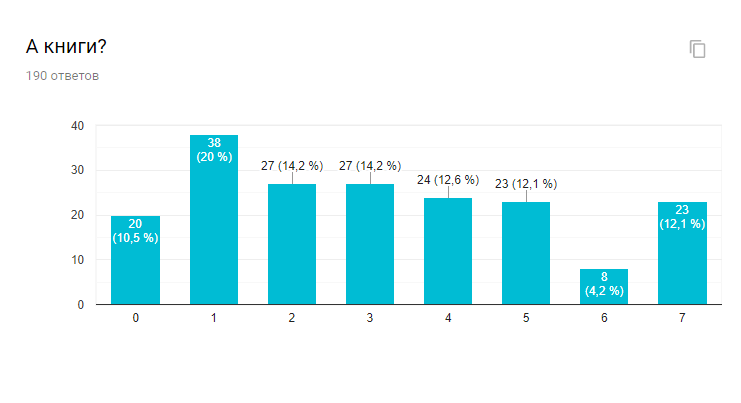 А книги?
190 ответов
40
30
20
10
0
20
(10,5 %)
38
(20 %)
27 (14,2 %)
27 (14,2 %)
24 (12,6 %)
23 (12,1 %)
8
(4,2 %)
23
(12,1 %)
0 1 2 3 4 5 6 7